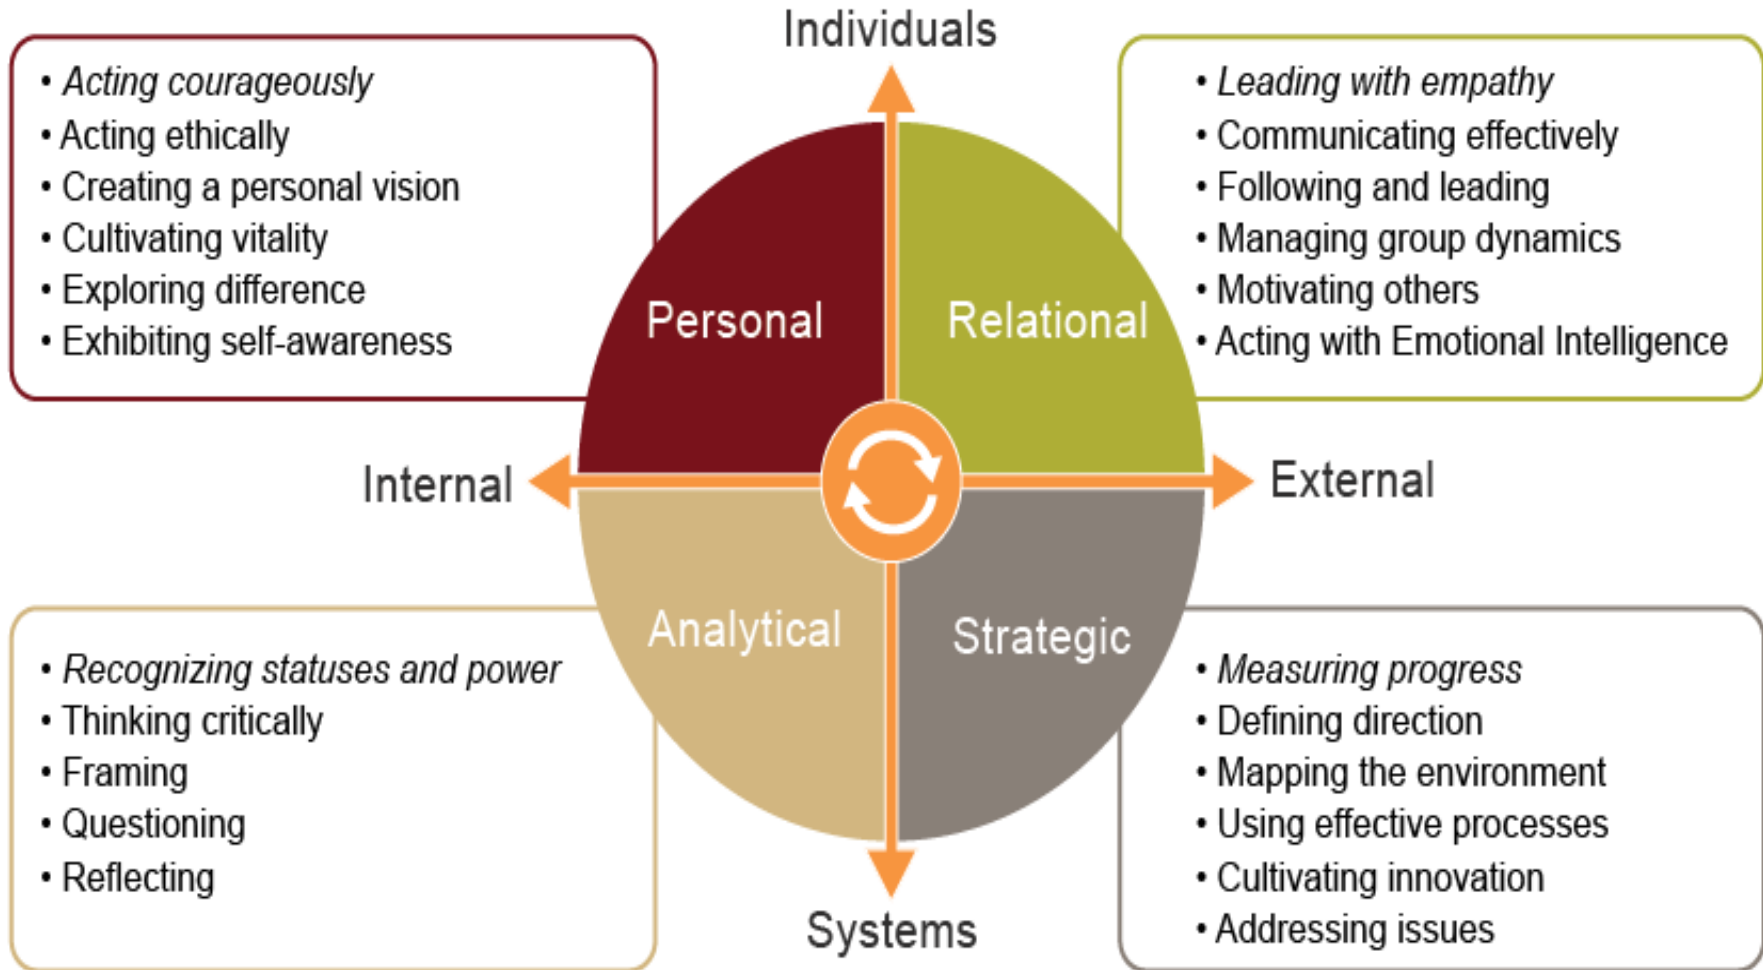 Individuals
• Acting courageously
• Acting ethically
• Creating a personal vision
• Cultivating vitality
• Exploring difference
• Exhibiting self-awareness
• Leading with empathy
• Communicating effectively
• Following and leading
• Managing group dynamics
• Motivating others
• Acting with Emotional Intelligence
Personal
Relational
Internal
External
Analytical
Strategic
• Recognizing statuses and power
• Thinking critically
• Framing
• Questioning
• Reflecting
• Measuring progress
• Defining direction
• Mapping the environment
• Using effective processes
• Cultivating innovation
• Addressing issues
Systems